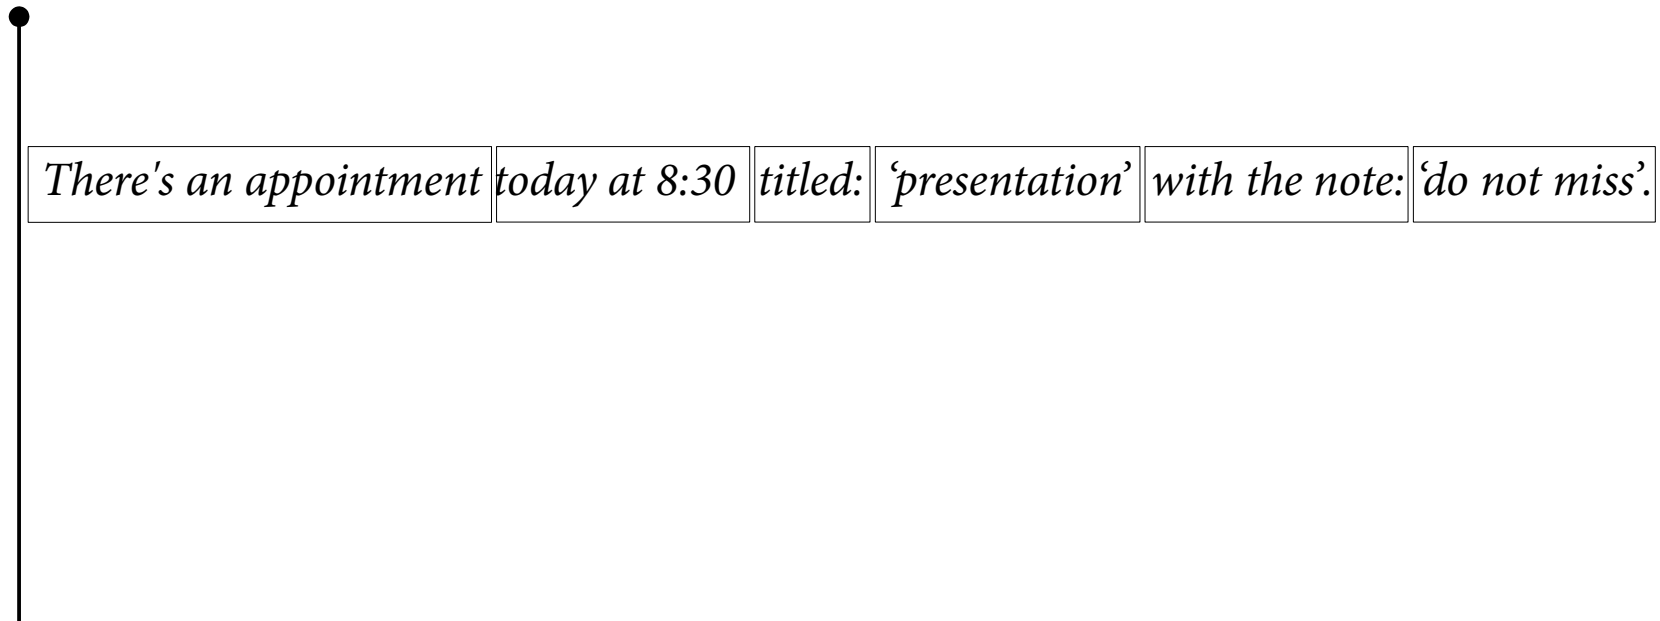 There's an appointment today at 8:30 titled: ‘presentation’ with the note: ‘do not miss’.